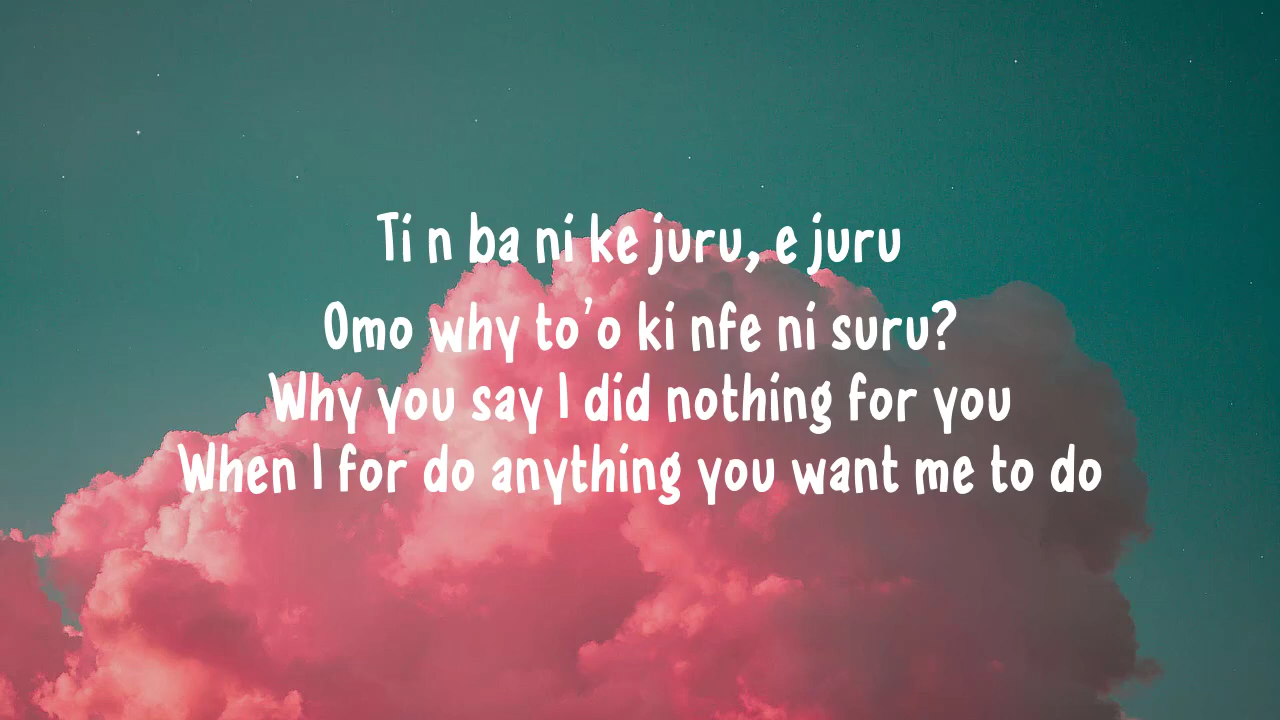 Ti n ba ni ke juru, e juru
Omo why to'o ki nfe ni suru?
Why you say I did nothing for you
When I for do anything you want me to do